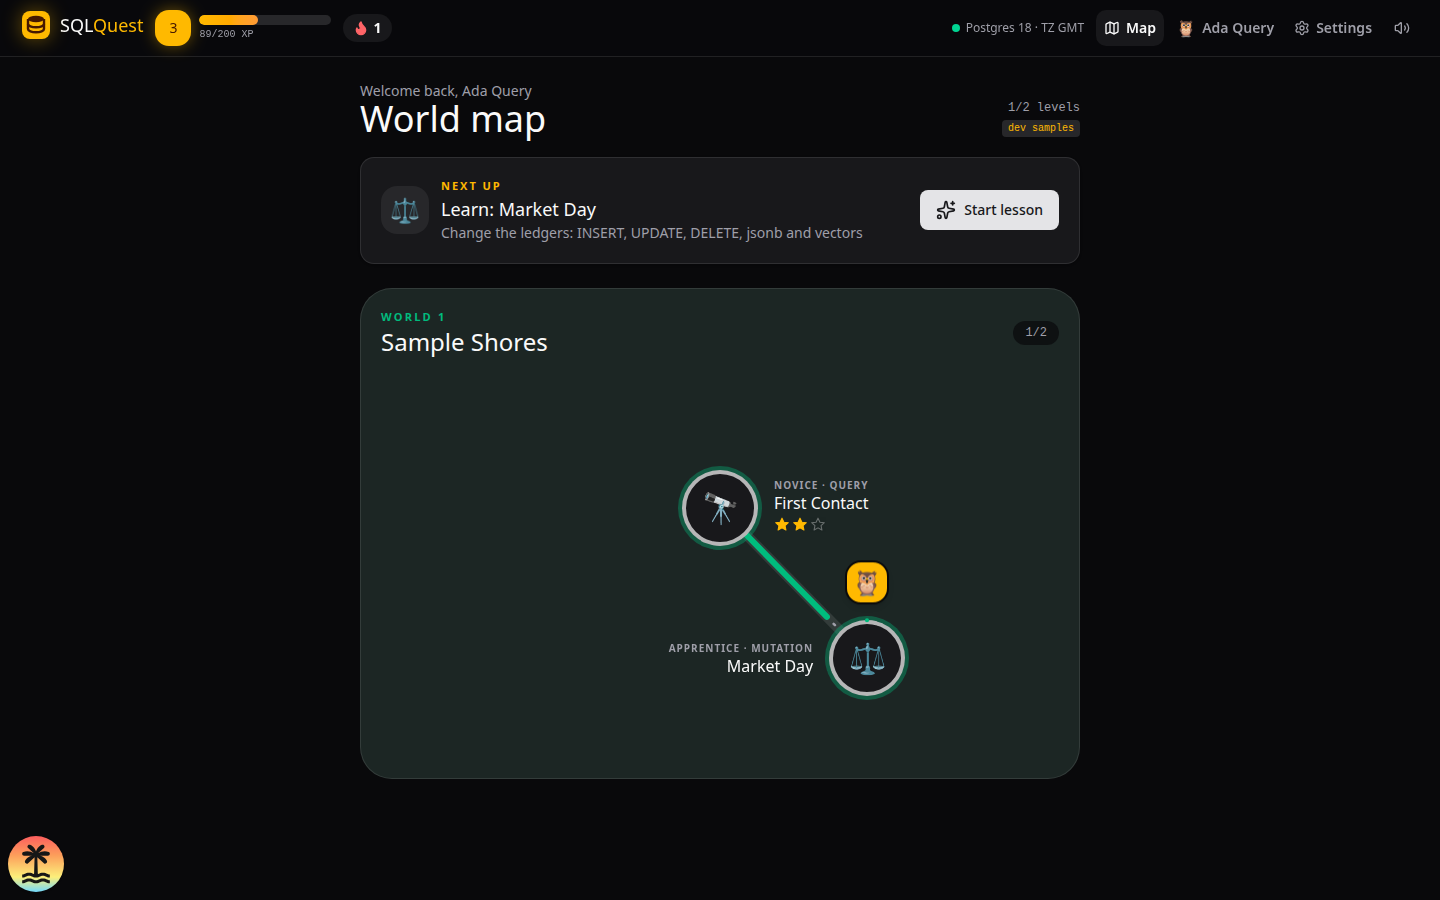 SQLQuest
3
89/200 XP
1
Postgres 18 · TZ GMT
Map
Ada Query
Settings
Welcome back, Ada Query
World map
1/2 levels
dev samples
NEXT UP
Learn: Market Day
Change the ledgers: INSERT, UPDATE, DELETE, jsonb and vectors
Start lesson
WORLD 1
Sample Shores
1/2
NOVICE · QUERY
First Contact
APPRENTICE · MUTATION
Market Day